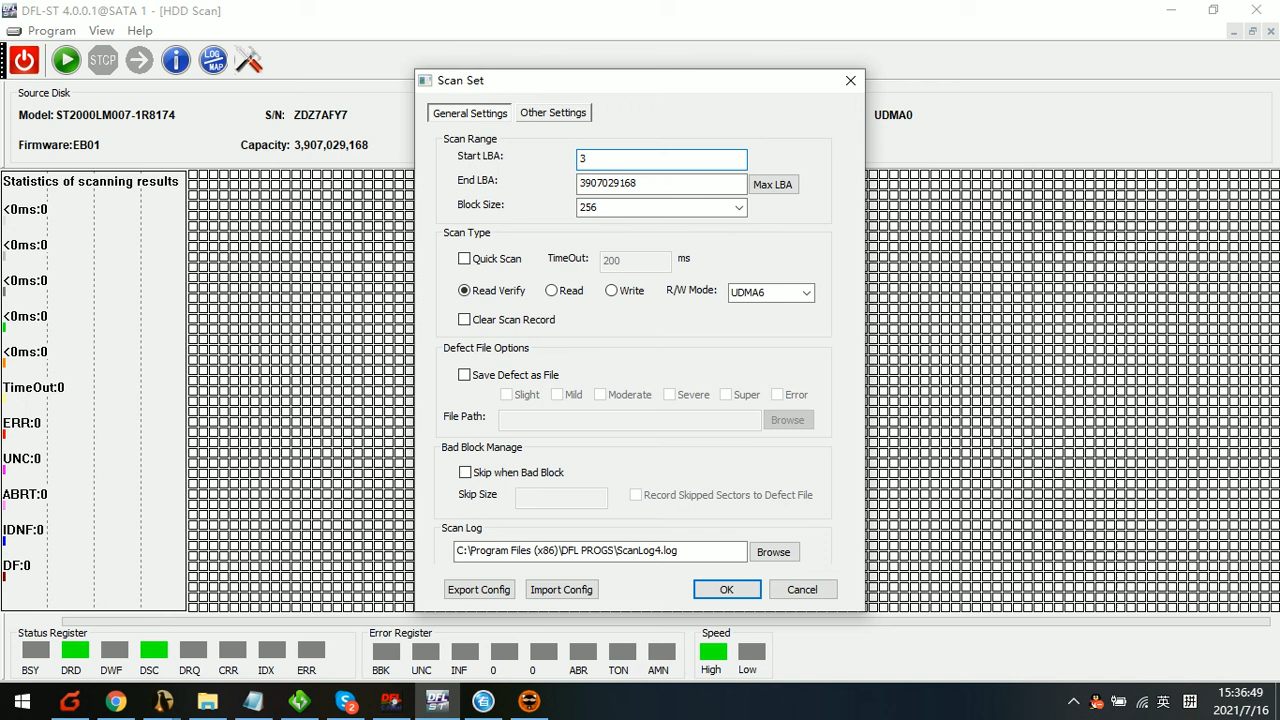 DFL-ST 4.0.0.1@SATA 1 - [HDD Scan]
Program View Help
STCP
LOG MAP
Source Disk
Model: ST2000LM007-1R8174 S/N: ZDZ7AFY7 UDMA0
Firmware:EB01 Capacity: 3,907,029,168
Statistics of scanning results
<0ms:0
<0ms:0
<0ms:0
<0ms:0
<0ms:0
TimeOut:0
ERR:0
UNC:0
ABRT:0
IDNF:0
DF:0
Scan Set
General Settings Other Settings
Scan Range
Start LBA: 3
End LBA: 3907029168 Max LBA
Block Size: 256
Scan Type
Quick Scan TimeOut: 200 ms
Read Verify Read Write R/W Mode: UDMA6
Clear Scan Record
Defect File Options
Save Defect as File
Slight Mild Moderate Severe Super Error
File Path: Browse
Bad Block Manage
Skip when Bad Block
Skip Size Record Skipped Sectors to Defect File
Scan Log
C:\Program Files (x86)\DFL PROGS\ScanLog4.log Browse
Export Config Import Config OK Cancel
Status Register Error Register Speed
BSY DRD DWF DSC DRQ CRR IDX ERR BBK UNC INF 0 0 ABR TON AMN High Low
DFL ST 2 英 拼
15:36:49
2021/7/16